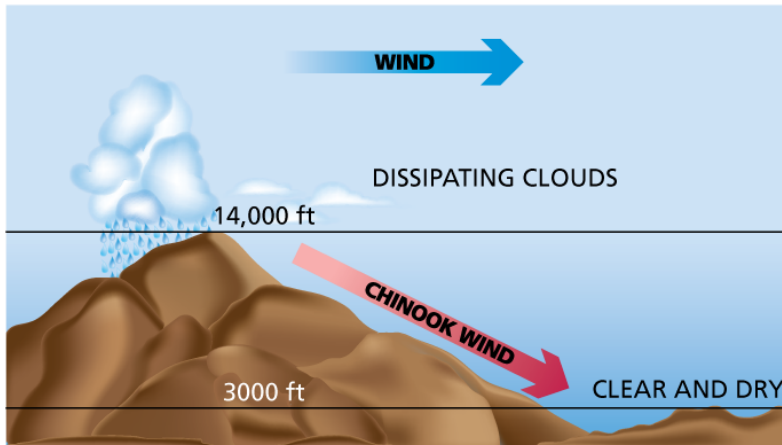 WIND
DISSIPATING CLOUDS
14,000 ft
CHINOOK WIND
3000 ft
CLEAR AND DRY